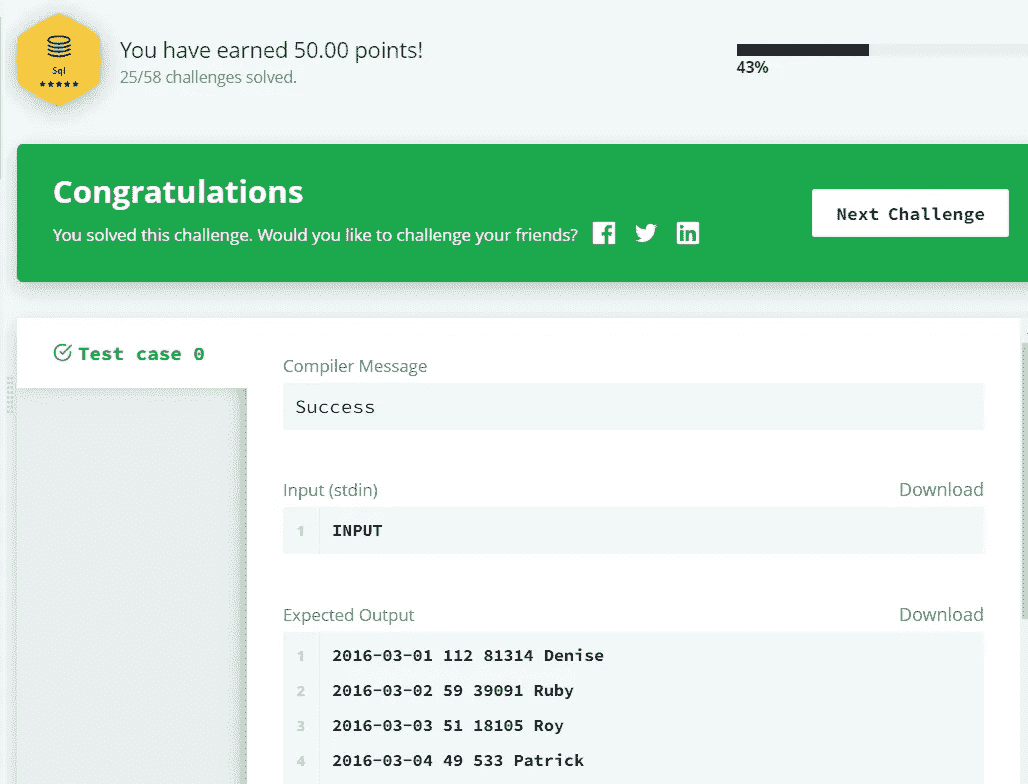 Sql
You have earned 50.00 points!
25/58 challenges solved.
43%
Congratulations
You solved this challenge. Would you like to challenge your friends?
Next Challenge
Test case 0
Compiler Message
Success
Input (stdin) Download
1 INPUT
Expected Output Download
1 2016-03-01 112 81314 Denise
2 2016-03-02 59 39091 Ruby
3 2016-03-03 51 18105 Roy
4 2016-03-04 49 533 Patrick